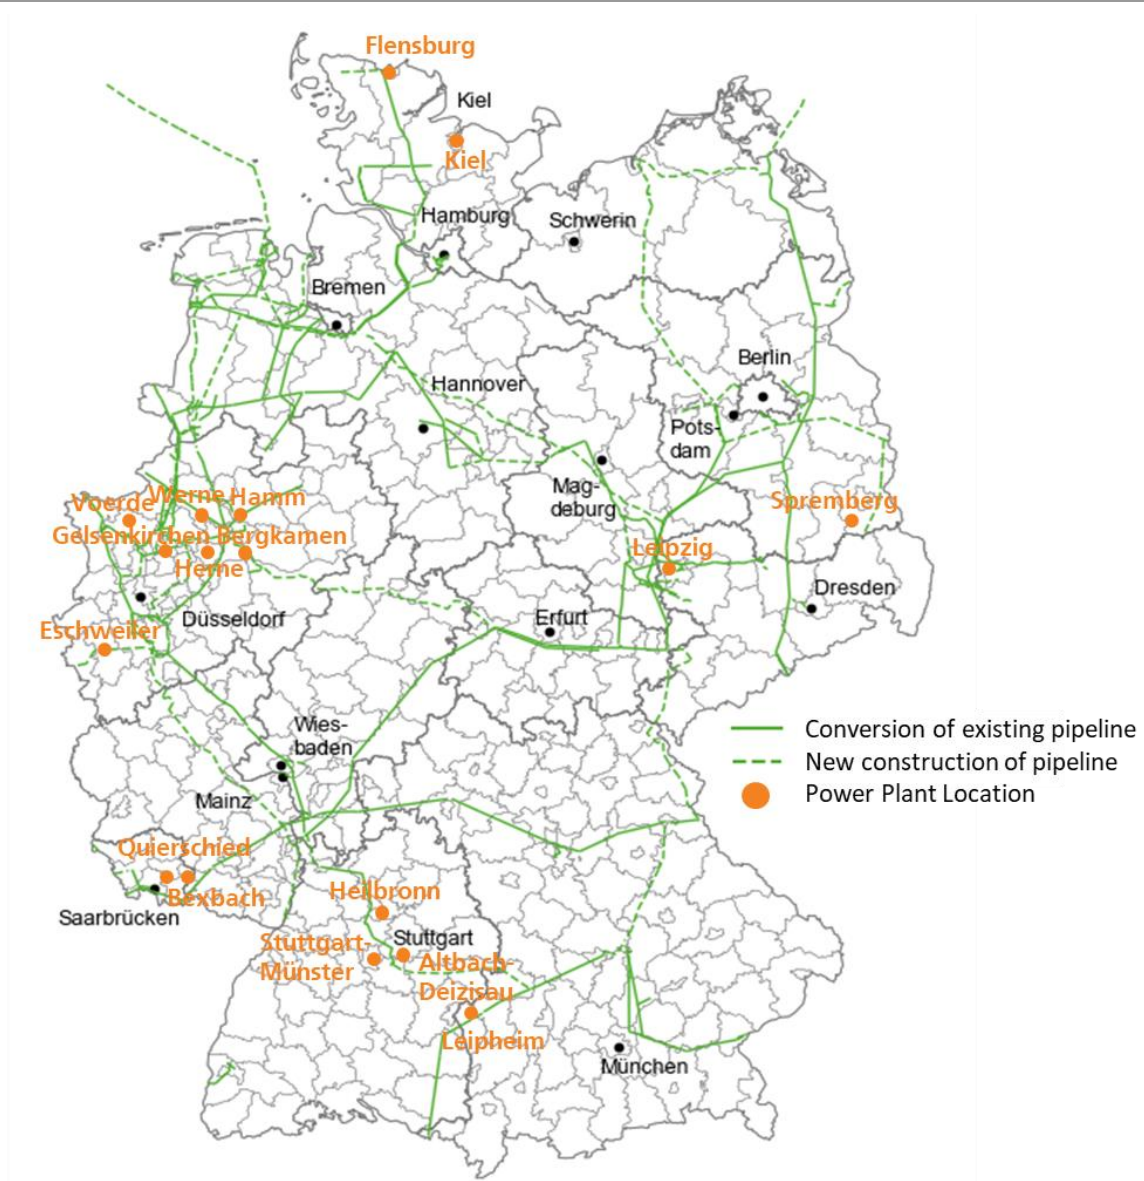 Flensburg
Kiel
Kiel
Hamburg
Schwerin
Bremen
Berlin
Hannover
Pots-
dam
Mag-
deburg
Spremberg
Voerde
Werne
Hamm
Gelsenkirchen
Bergkamen
Herne
Leipzig
Dresden
Düsseldorf
Erfurt
Eschweiler
Wies-
baden
Conversion of existing pipeline
New construction of pipeline
Power Plant Location
Mainz
Quierschied
Bexbach
Saarbrücken
Heilbronn
Stuttgart
Stuttgart-
Münster
Altbach-
Deizisau
Leipheim
München